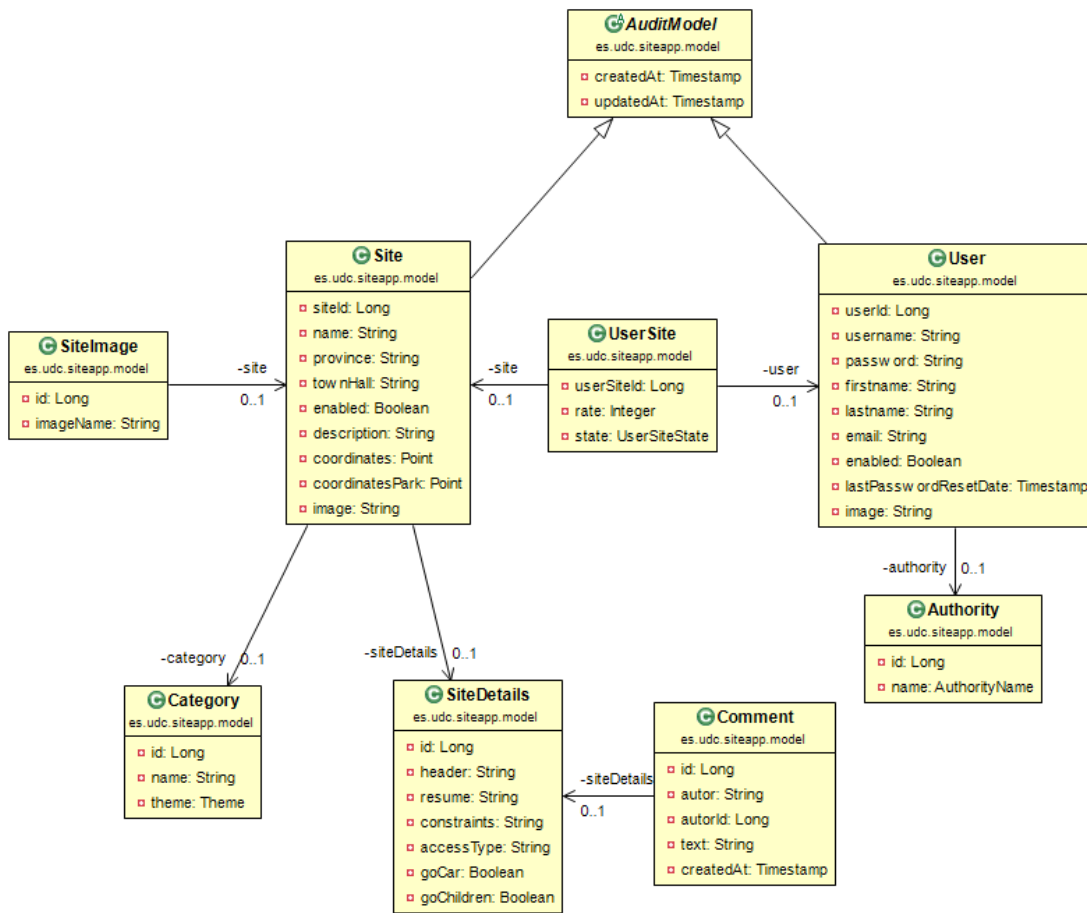 AuditModel
es.udc.siteapp.model
createdAt: Timestamp
updatedAt: Timestamp
Site
es.udc.siteapp.model
siteId: Long
name: String
province: String
townHall: String
enabled: Boolean
description: String
coordinates: Point
coordinatesPark: Point
image: String
User
es.udc.siteapp.model
userId: Long
username: String
password: String
firstname: String
lastname: String
email: String
enabled: Boolean
lastPasswordResetDate: Timestamp
image: String
SiteImage
es.udc.siteapp.model
id: Long
imageName: String
-site
0..1
UserSite
es.udc.siteapp.model
userSiteId: Long
rate: Integer
state: UserSiteState
-site
0..1
-user
0..1
-authority 0..1
Authority
es.udc.siteapp.model
id: Long
name: AuthorityName
-category 0..1
-siteDetails 0..1
Category
es.udc.siteapp.model
id: Long
name: String
theme: Theme
SiteDetails
es.udc.siteapp.model
id: Long
header: String
resume: String
constraints: String
accessType: String
goCar: Boolean
goChildren: Boolean
-siteDetails
0..1
Comment
es.udc.siteapp.model
id: Long
autor: String
autorId: Long
text: String
createdAt: Timestamp